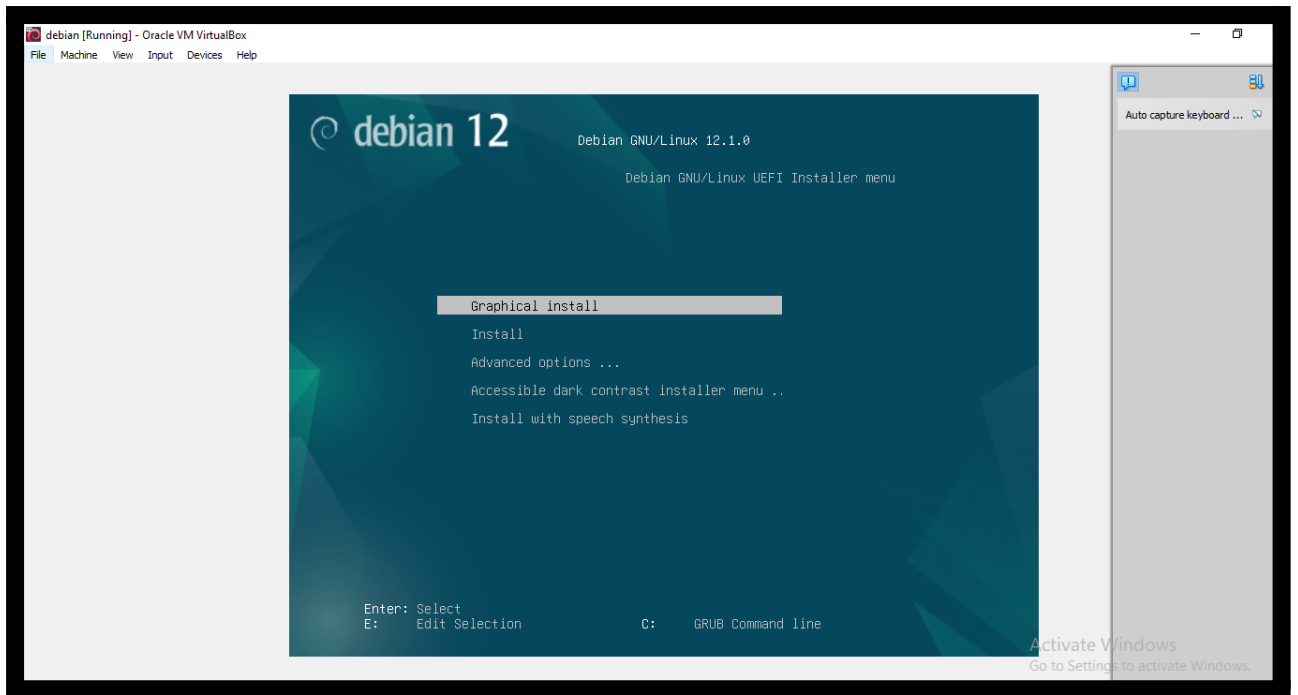 debian [Running] - Oracle VM VirtualBox
File Machine View Input Devices Help
Auto capture keyboard ...
debian 12
Debian GNU/Linux 12.1.0
Debian GNU/Linux UEFI Installer menu
Graphical install
Install
Advanced options ...
Accessible dark contrast installer menu ..
Install with speech synthesis
Enter: Select
E: Edit Selection C: GRUB Command line
Activate Windows
Go to Settings to activate Windows.